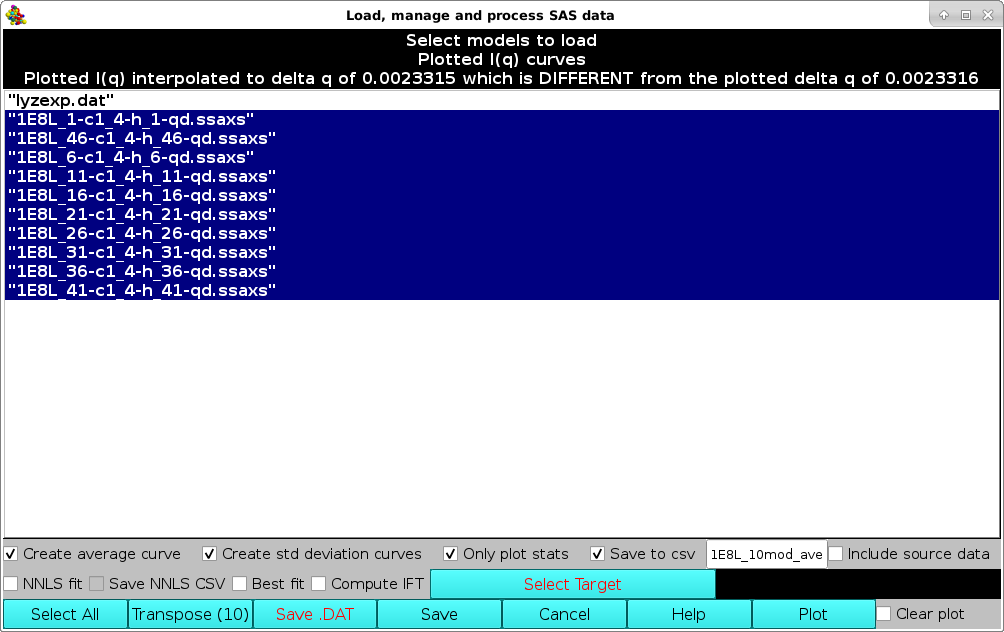 Load, manage and process SAS data
Select models to load
Plotted I(q) curves
Plotted I(q) interpolated to delta q of 0.0023315 which is DIFFERENT from the plotted delta q of 0.0023316
"lyzexp.dat"
"1E8L_1-c1_4-h_1-qd.ssaxs"
"1E8L_46-c1_4-h_46-qd.ssaxs"
"1E8L_6-c1_4-h_6-qd.ssaxs"
"1E8L_11-c1_4-h_11-qd.ssaxs"
"1E8L_16-c1_4-h_16-qd.ssaxs"
"1E8L_21-c1_4-h_21-qd.ssaxs"
"1E8L_26-c1_4-h_26-qd.ssaxs"
"1E8L_31-c1_4-h_31-qd.ssaxs"
"1E8L_36-c1_4-h_36-qd.ssaxs"
"1E8L_41-c1_4-h_41-qd.ssaxs"
Create average curve Create std deviation curves Only plot stats Save to csv 1E8L_10mod_ave Include source data
NNLS fit Save NNLS CSV Best fit Compute IFT Select Target
Select All Transpose (10) Save .DAT Save Cancel Help Plot Clear plot